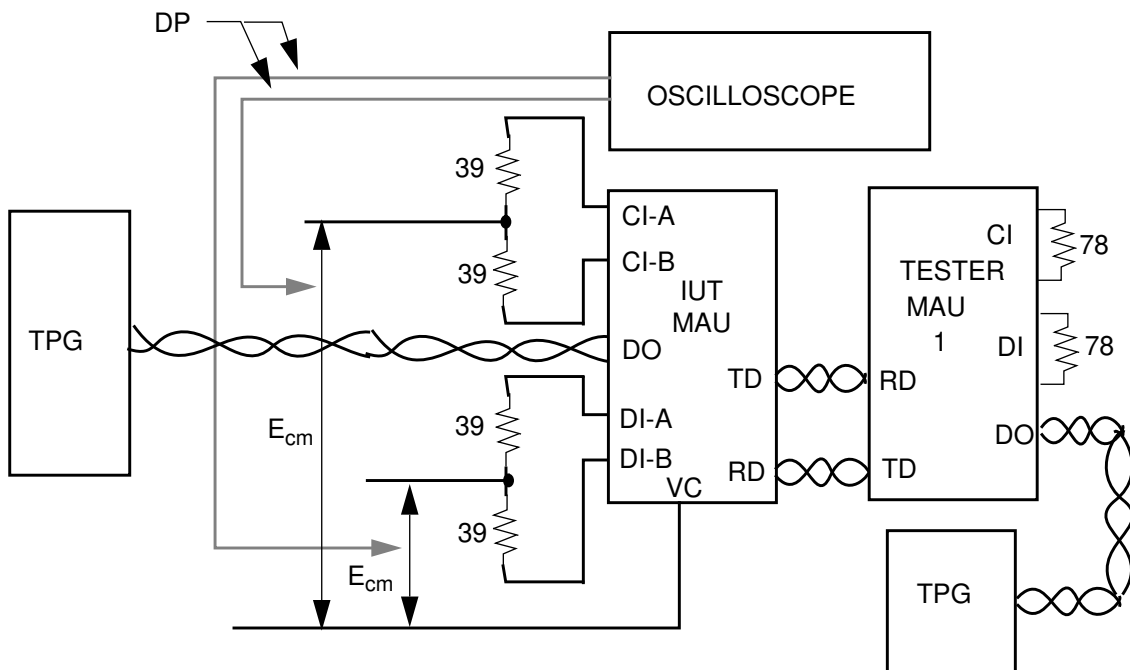 DP
OSCILLOSCOPE
39
CI-A
CI
39
CI-B
78
TESTER
IUT
MAU
MAU
TPG
1
DO
DI
78
TD
RD
39
DI-A
E_cm
DO
DI-B
RD
TD
VC
39
E_cm
TPG